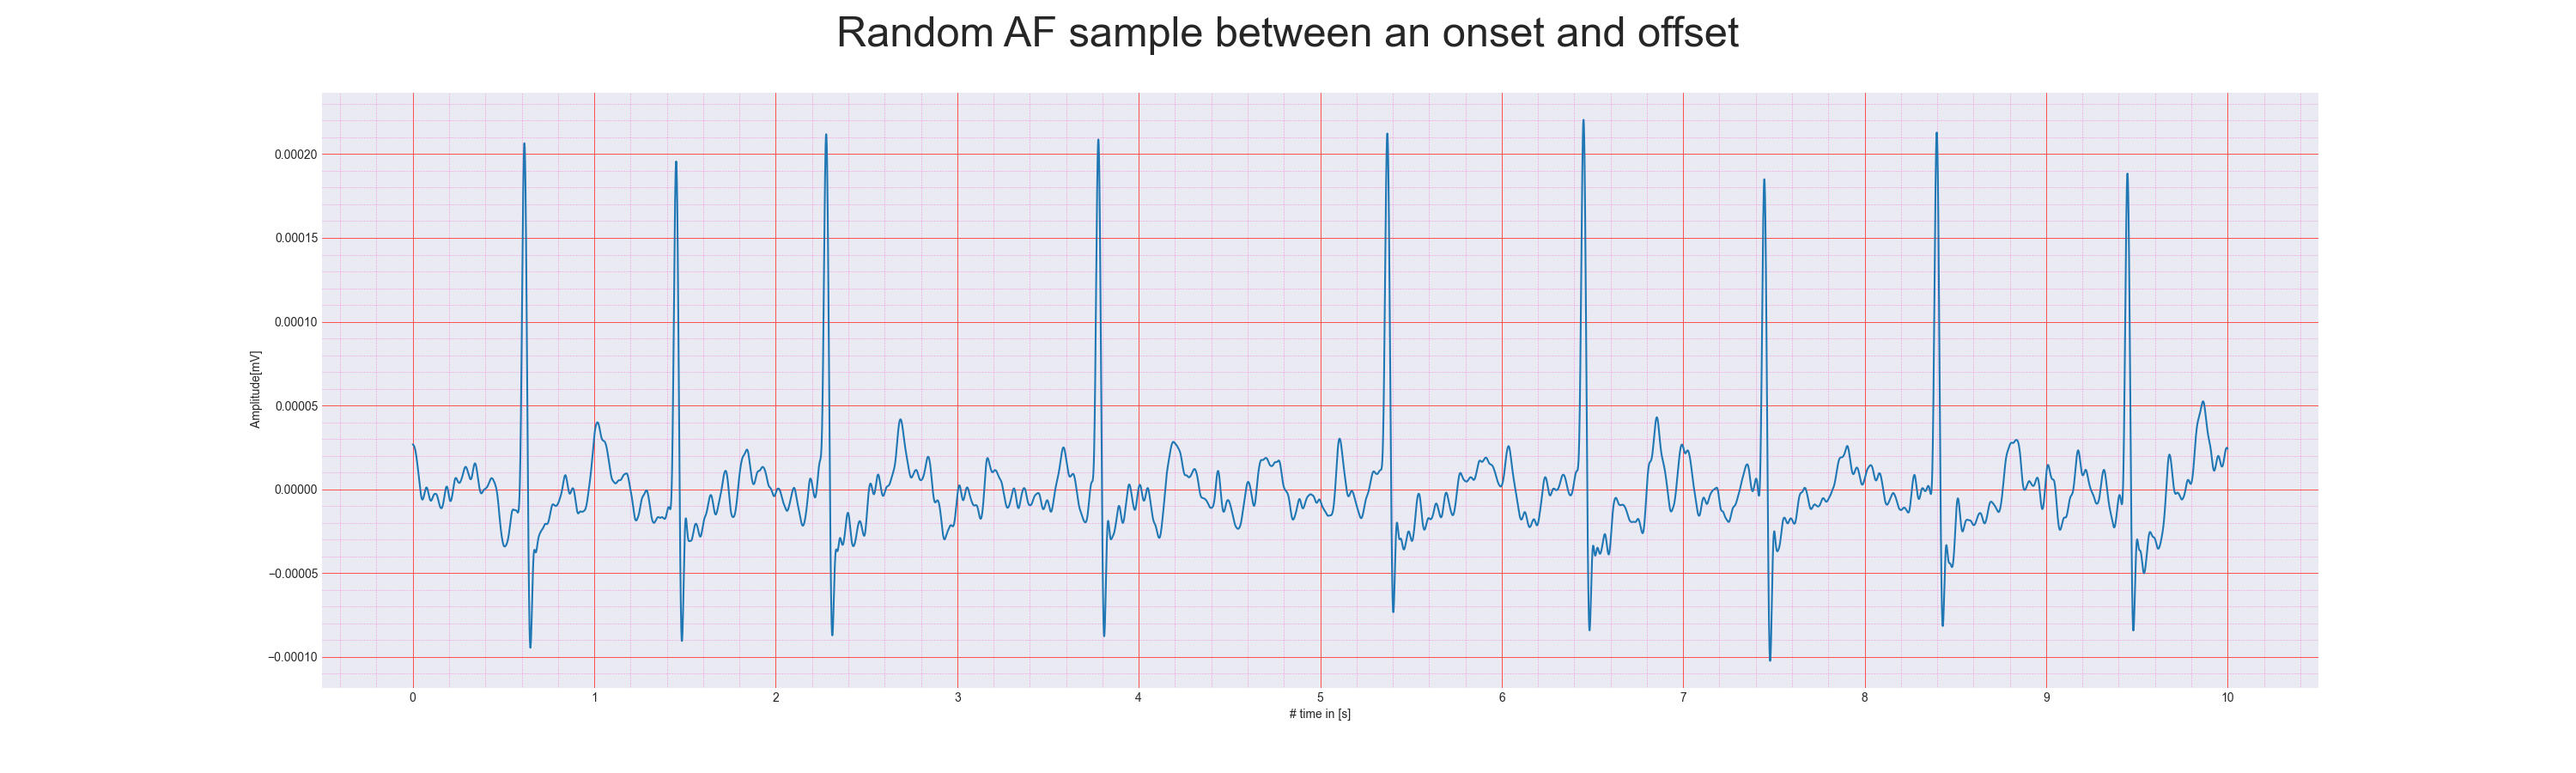 Random AF sample between an onset and offset
0.00020
0.00015
0.00010
0.00005
0.00000
−0.00005
−0.00010
Amplitude[mV]
0 1 2 3 4 5 6 7 8 9 10
# time in [s]